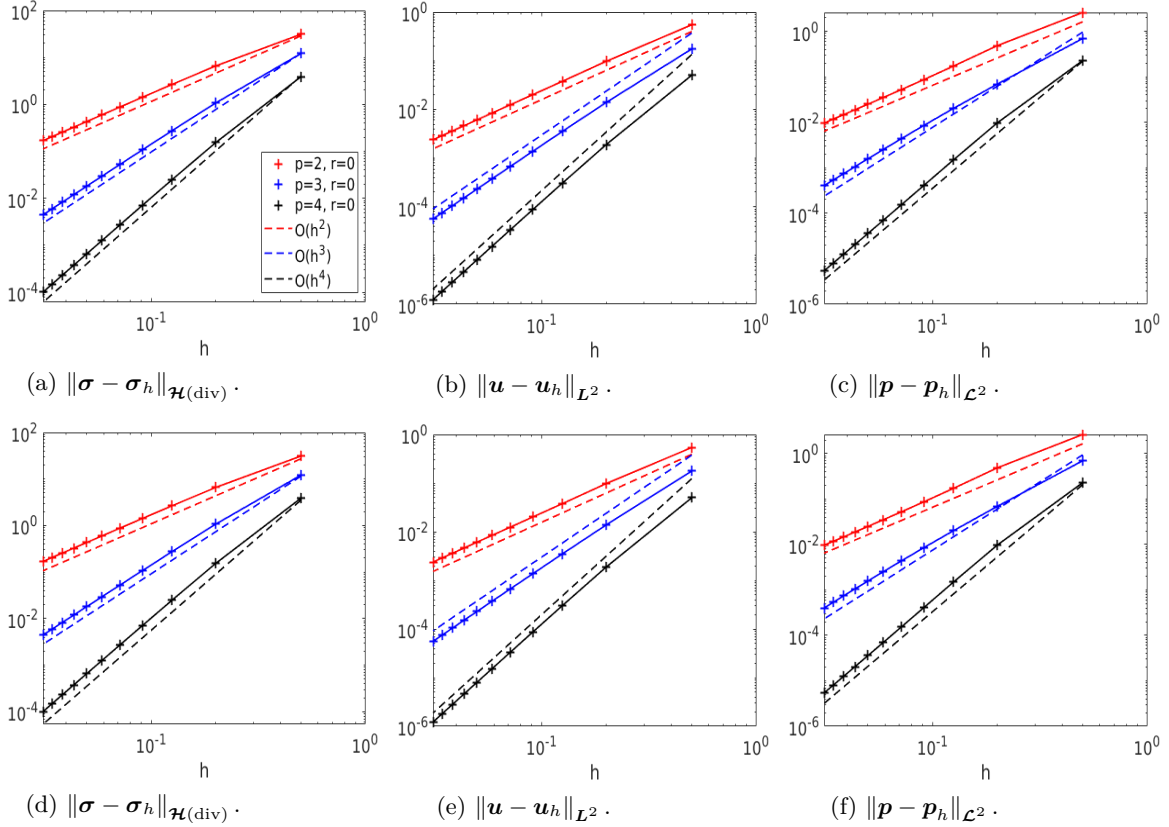 10^2
10^0
10^-2
10^-4
10^-1
10^0
h
p=2, r=0
p=3, r=0
p=4, r=0
O(h^2)
O(h^3)
O(h^4)
10^0
10^-2
10^-4
10^-6
10^-1
10^0
h
10^0
10^-2
10^-4
10^-6
10^-1
10^0
h
(a) ‖σ − σ_h‖_𝓗(div) .
(b) ‖u − u_h‖_L^2 .
(c) ‖p − p_h‖_𝓛^2 .
10^2
10^0
10^-2
10^-4
10^-1
10^0
h
10^0
10^-2
10^-4
10^-6
10^-1
10^0
h
10^0
10^-2
10^-4
10^-6
10^-1
10^0
h
(d) ‖σ − σ_h‖_𝓗(div) .
(e) ‖u − u_h‖_L^2 .
(f) ‖p − p_h‖_𝓛^2 .